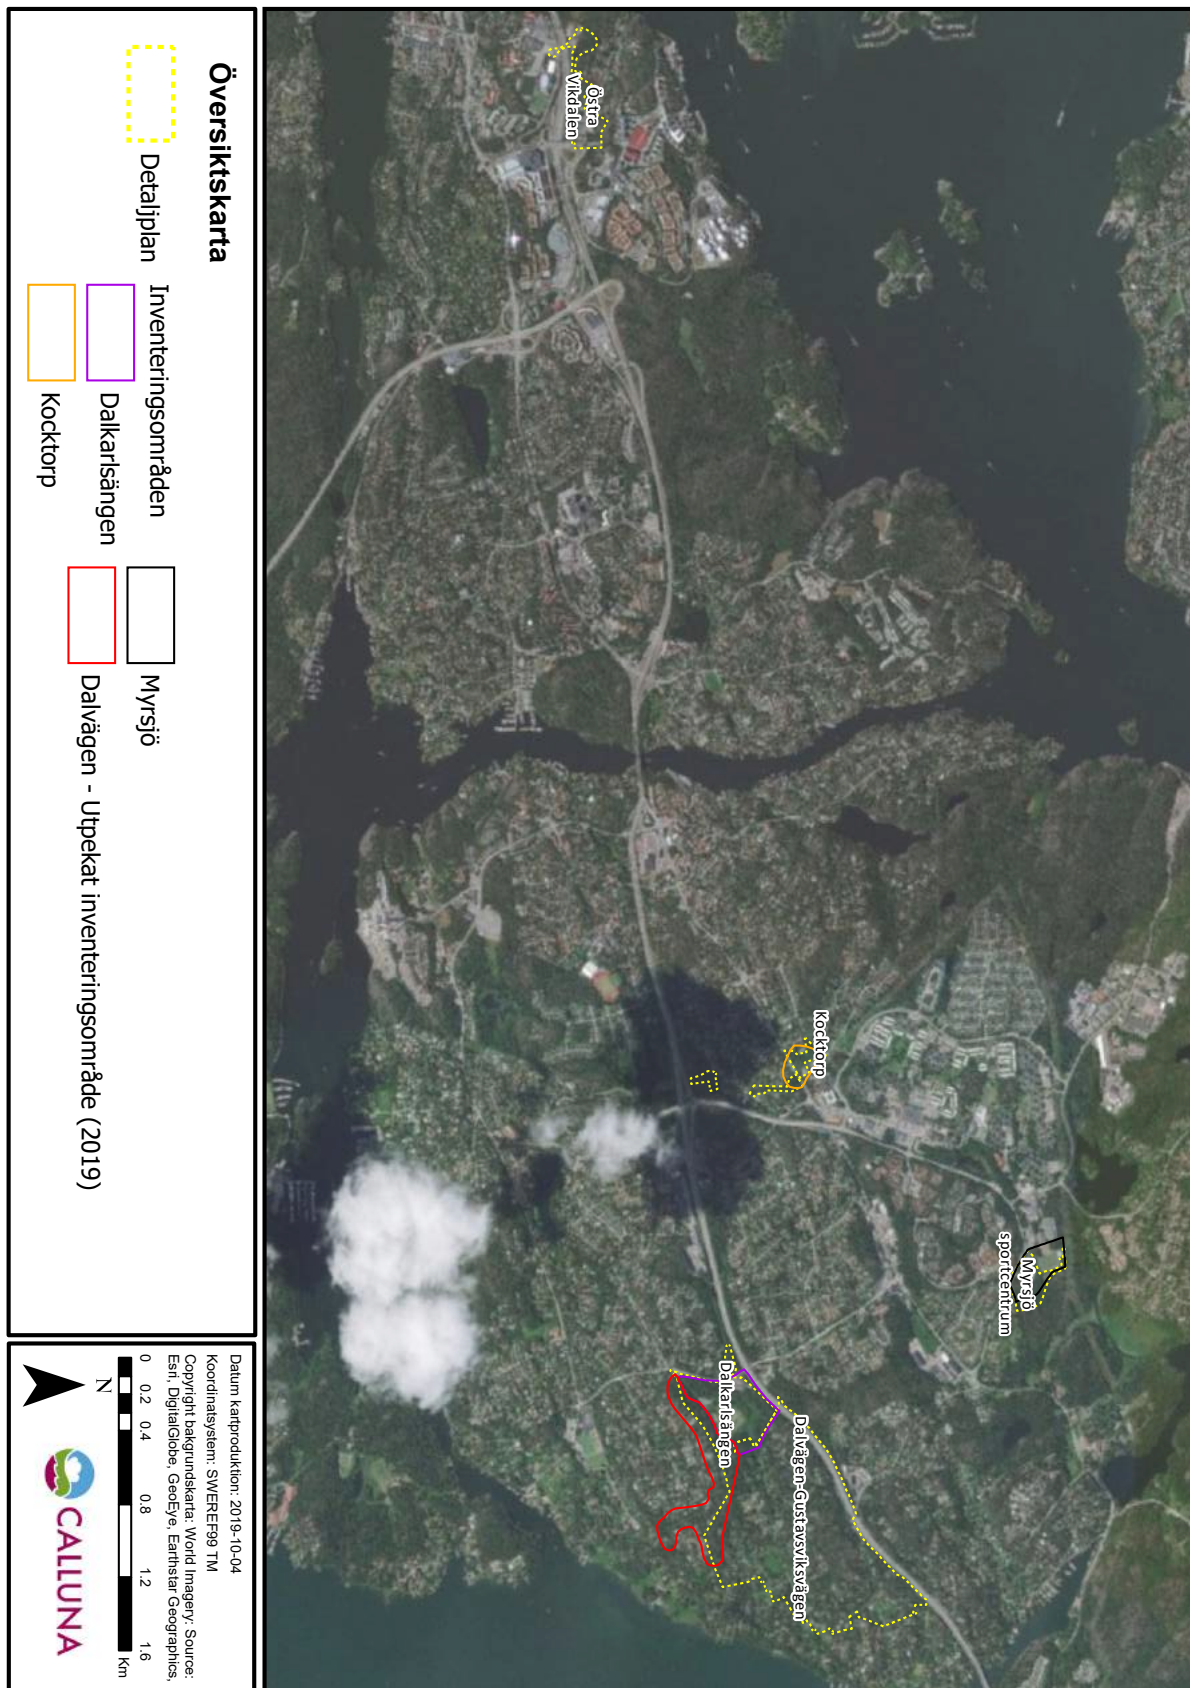 Översiktskarta
Detaljplan
Inventeringsområden
Dalkarlsängen
Kocktorp
Myrsjö
Dalvägen - Utpekat inventeringsområde (2019)
Östra
Vikdalen
Kocktorp
Myrsjö
sportcentrum
Dalkarlsängen
Dalvägen-Gustavsviksvägen
Datum kartproduktion: 2019-10-04
Koordinatsystem: SWEREF99 TM
Copyright bakgrundskarta: World Imagery: Source:
Esri, DigitalGlobe, GeoEye, Earthstar Geographics,
0 0.2 0.4 0.8 1.2 1.6
Km
N
CALLUNA